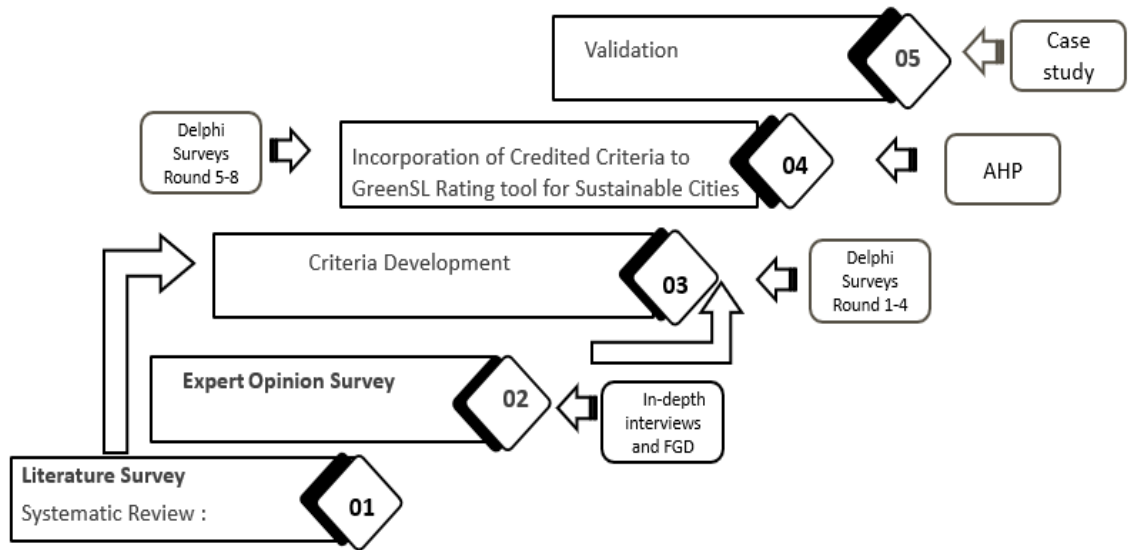 Validation
05
Case
study
Delphi
Surveys
Round 5-8
Incorporation of Credited Criteria to
GreenSL Rating tool for Sustainable Cities
04
AHP
Criteria Development
03
Delphi
Surveys
Round 1-4
Expert Opinion Survey
02
In-depth
interviews
and FGD
Literature Survey
Systematic Review :
01